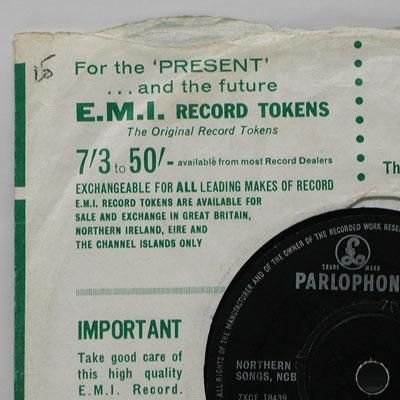 15
For the 'PRESENT'
...and the future
E.M.I. RECORD TOKENS
The Original Record Tokens
7/3 to 50/- available from most Record Dealers
EXCHANGEABLE FOR ALL LEADING MAKES OF RECORD
E.M.I. RECORD TOKENS ARE AVAILABLE FOR
SALE AND EXCHANGE IN GREAT BRITAIN,
NORTHERN IRELAND, EIRE AND
THE CHANNEL ISLANDS ONLY
IMPORTANT
Take good care of
this high quality
E.M.I. Record.
Th
ALL RIGHTS OF THE MANUFACTURER AND OF THE OWNER OF THE RECORDED WORK RESE
TRADE MARK
PARLOPHON
NORTHERN
SONGS, NCB
7XCE 18439